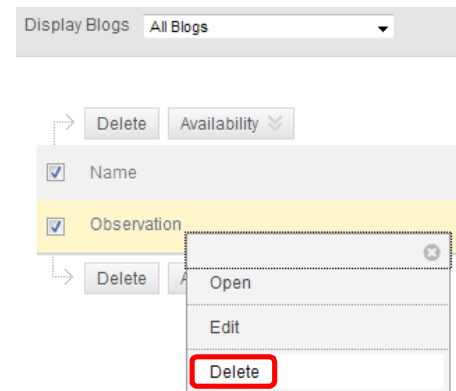 Display Blogs All Blogs
Delete Availability
Name
Observation
Open
Delete A
Edit
Delete